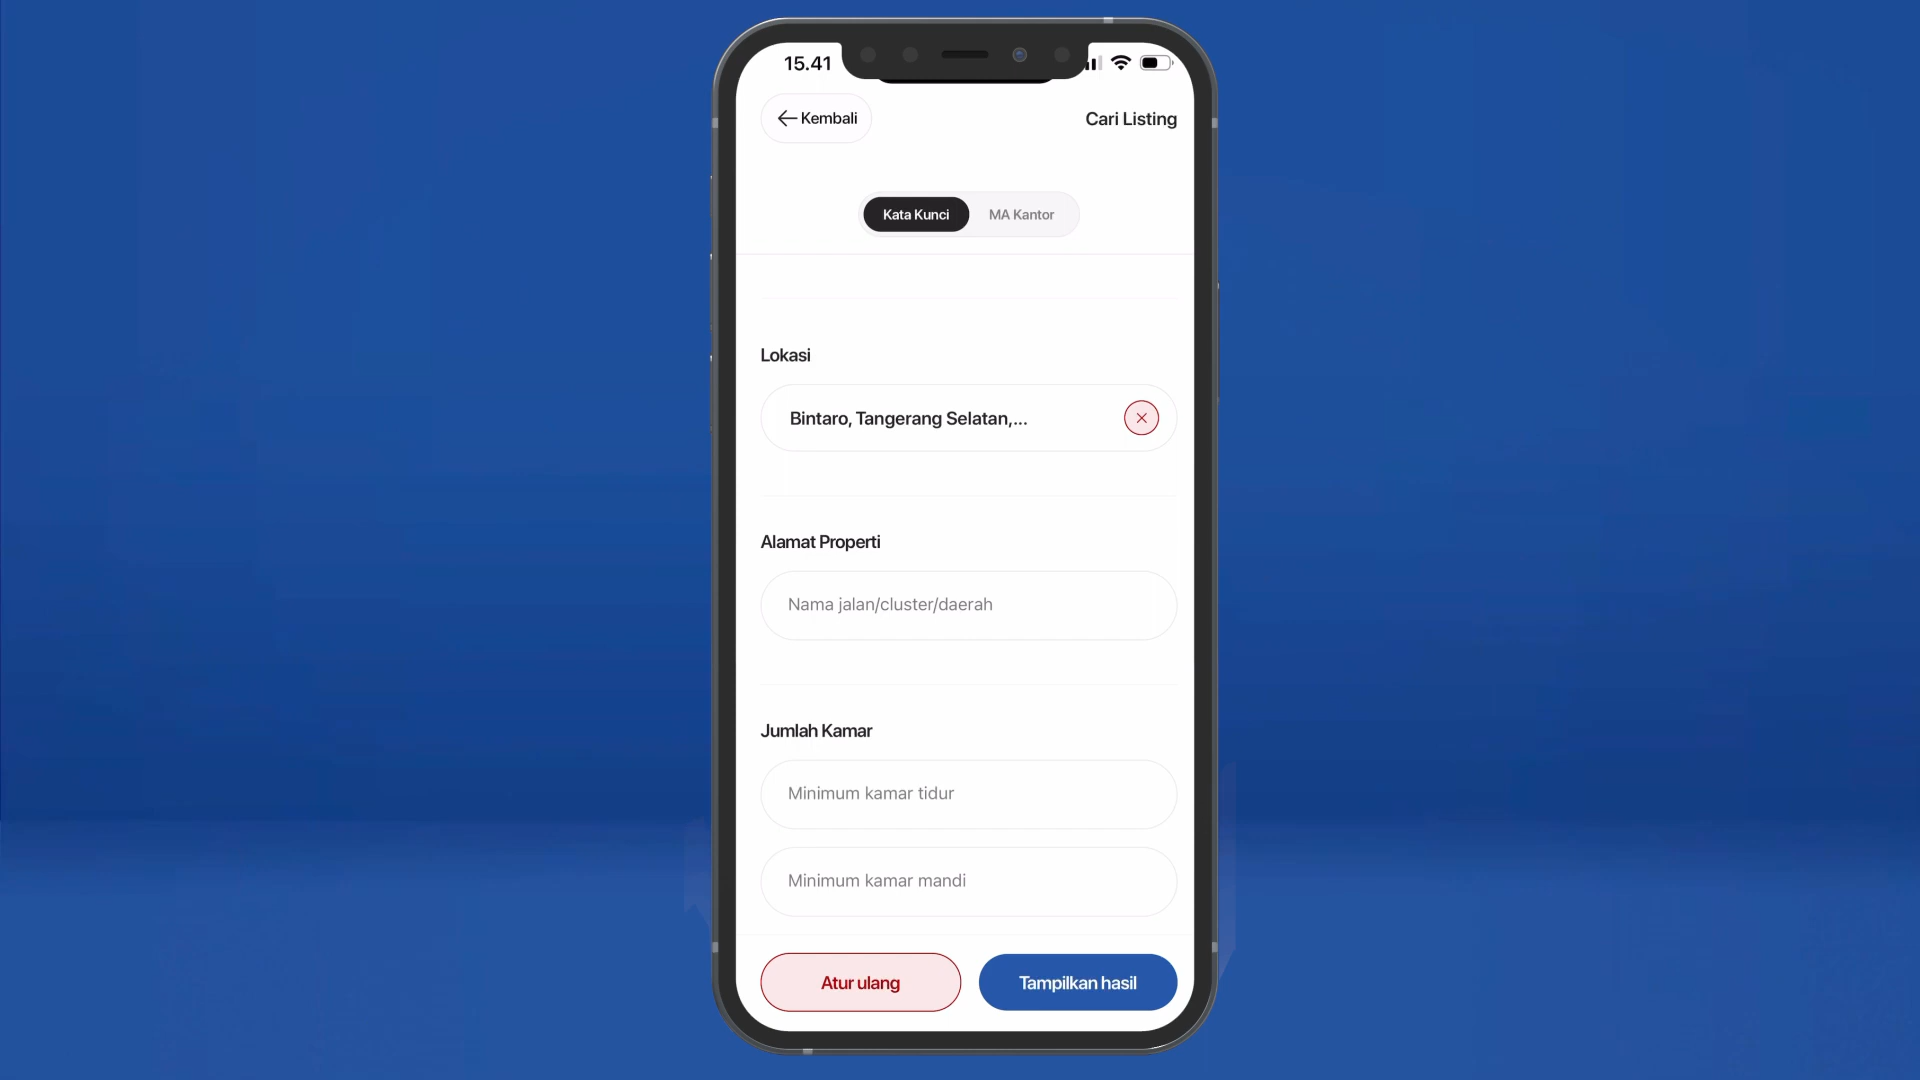 15.41
Kembali
Cari Listing
Kata Kunci
MA Kantor
Lokasi
Bintaro, Tangerang Selatan,...
Alamat Properti
Nama jalan/cluster/daerah
Jumlah Kamar
Minimum kamar tidur
Minimum kamar mandi
Atur ulang
Tampilkan hasil